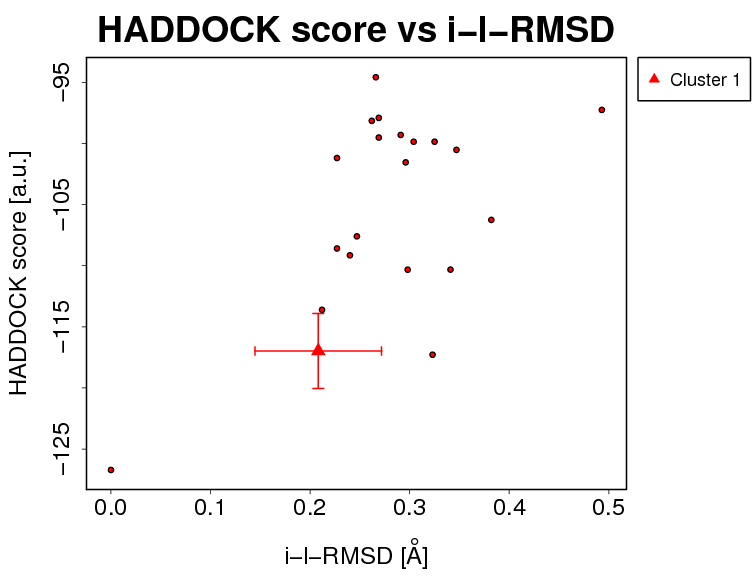 HADDOCK score vs i−l−RMSD
Cluster 1
HADDOCK score [a.u.]
−95
−105
−115
−125
0.0
0.1
0.2
0.3
0.4
0.5
i−l−RMSD [Å]